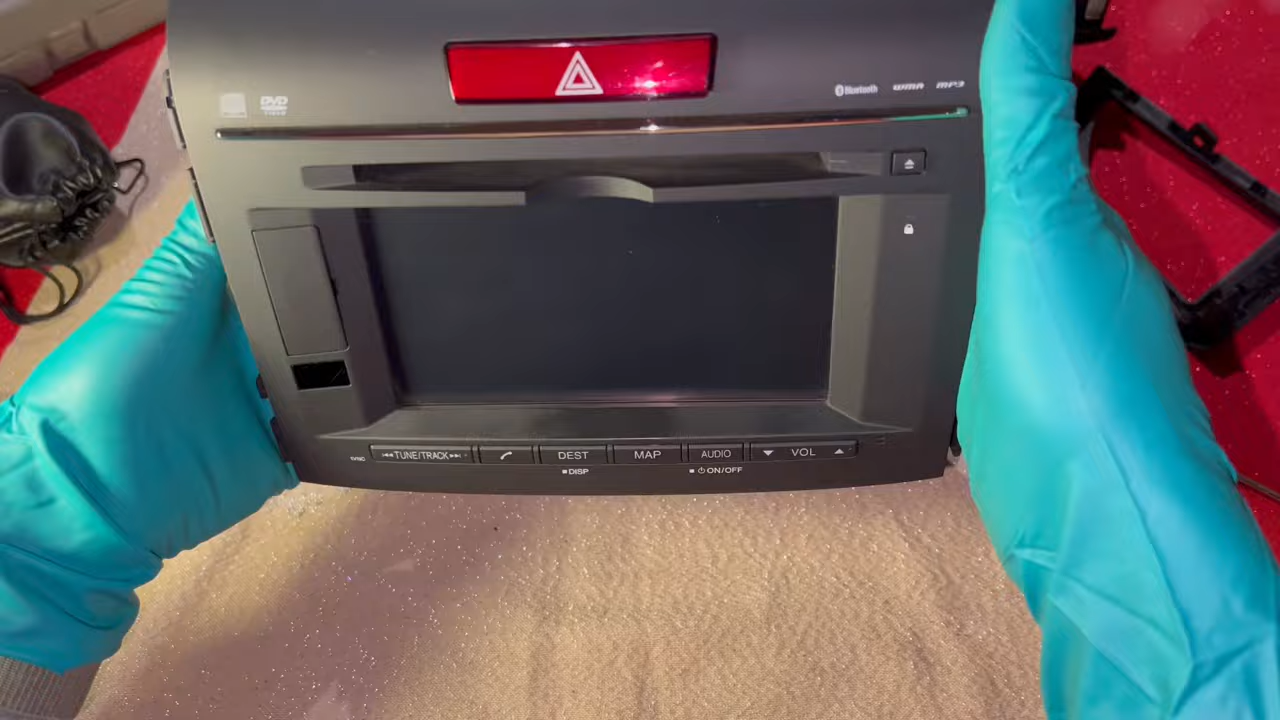 DVD
Bluetooth WMA MP3
TUNE/TRACK DEST MAP AUDIO VOL
DISP ON/OFF